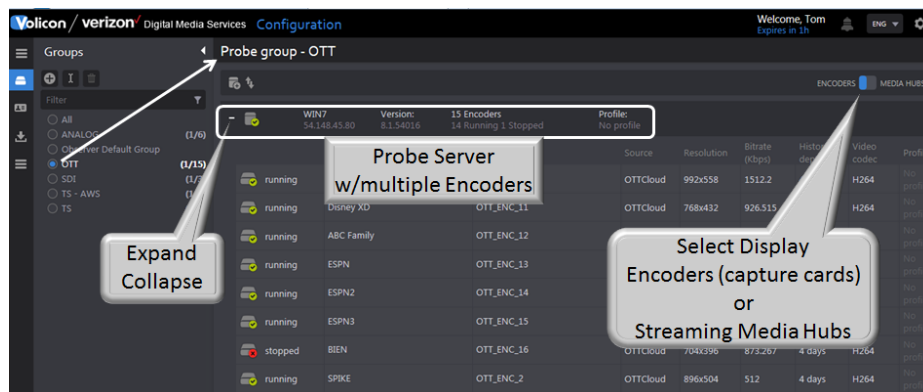 Volicon / verizon Digital Media Services Configuration
Welcome, Tom
Expires in 1h
ENG
Groups
Probe group - OTT
I
ENCODERS MEDIA HUBS
Filter
All
ANALOG (1/6)
Observer Default Group
OTT (1/15)
SDI
TS - AWS
TS
WIN7 Version: 15 Encoders Profile:
54.148.45.80 8.1.54016 14 Running 1 Stopped No profile
Probe Server
w/multiple Encoders
Source Resolution Bitrate (Kbps) Video codec
running OTTCloud 992x558 1512.2 H264
running Disney XD OTT_ENC_11 OTTCloud 768x432 926.515 H264
running ABC Family OTT_ENC_12
running ESPN OTT_ENC_13
running ESPN2 OTT_ENC_14
running ESPN3 OTT_ENC_15
stopped BIEN OTT_ENC_16 OTTCloud 704x396 873.267 4 days H264
running SPIKE OTT_ENC_2 OTTCloud 896x504 512 4 days H264
Expand
Collapse
Select Display
Encoders (capture cards)
or
Streaming Media Hubs